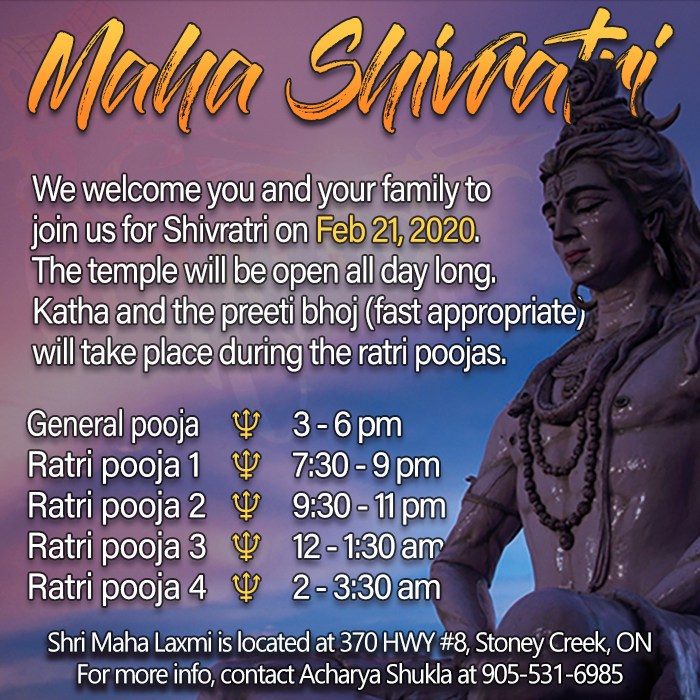 Maha Shivratri
We welcome you and your family to
join us for Shivratri on Feb 21, 2020.
The temple will be open all day long.
Katha and the preeti bhoj (fast appropriate)
will take place during the ratri poojas.
General pooja 3 - 6 pm
Ratri pooja 1 7:30 - 9 pm
Ratri pooja 2 9:30 - 11 pm
Ratri pooja 3 12 - 1:30 am
Ratri pooja 4 2 - 3:30 am
Shri Maha Laxmi is located at 370 HWY #8, Stoney Creek, ON
For more info, contact Acharya Shukla at 905-531-6985